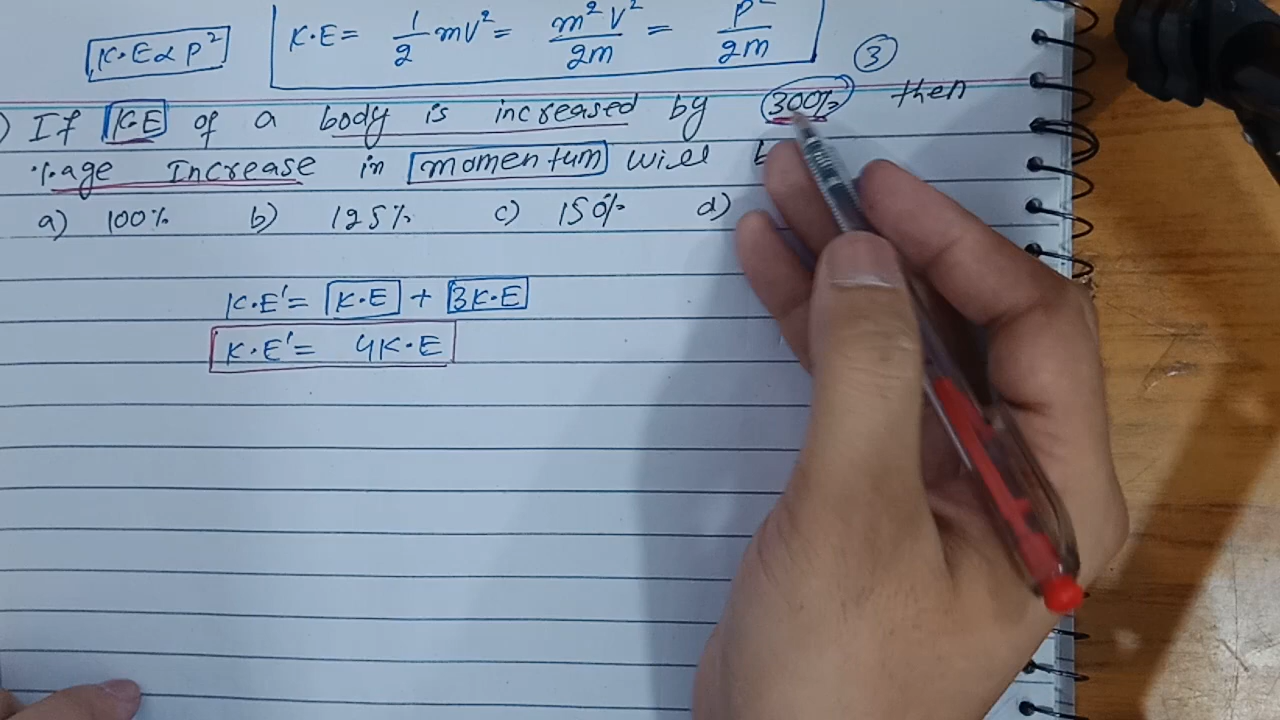 K.E = 1/2 mv² = m²v²/2m = P²/2m
K.E ∝ P²
③
) If K.E of a body is increased by 300% then
%age Increase in momentum will
a) 100% b) 125% c) 150% d)
K.E' = K.E + 3K.E
K.E' = 4K.E